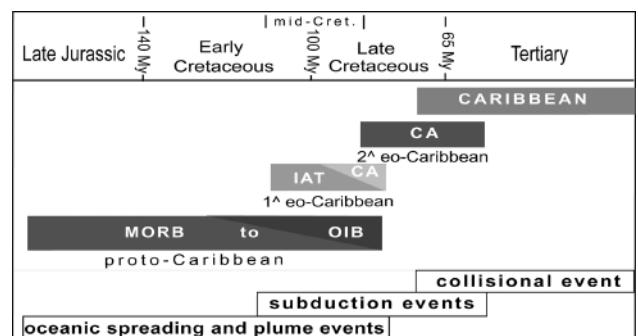 mid-Cret.
Late Jurassic 140 My Early Cretaceous 100 My Late Cretaceous 65 My Tertiary
CARIBBEAN
CA
2^ eo-Caribbean
IAT CA
1^ eo-Caribbean
MORB to OIB
proto-Caribbean
collisional event
subduction events
oceanic spreading and plume events